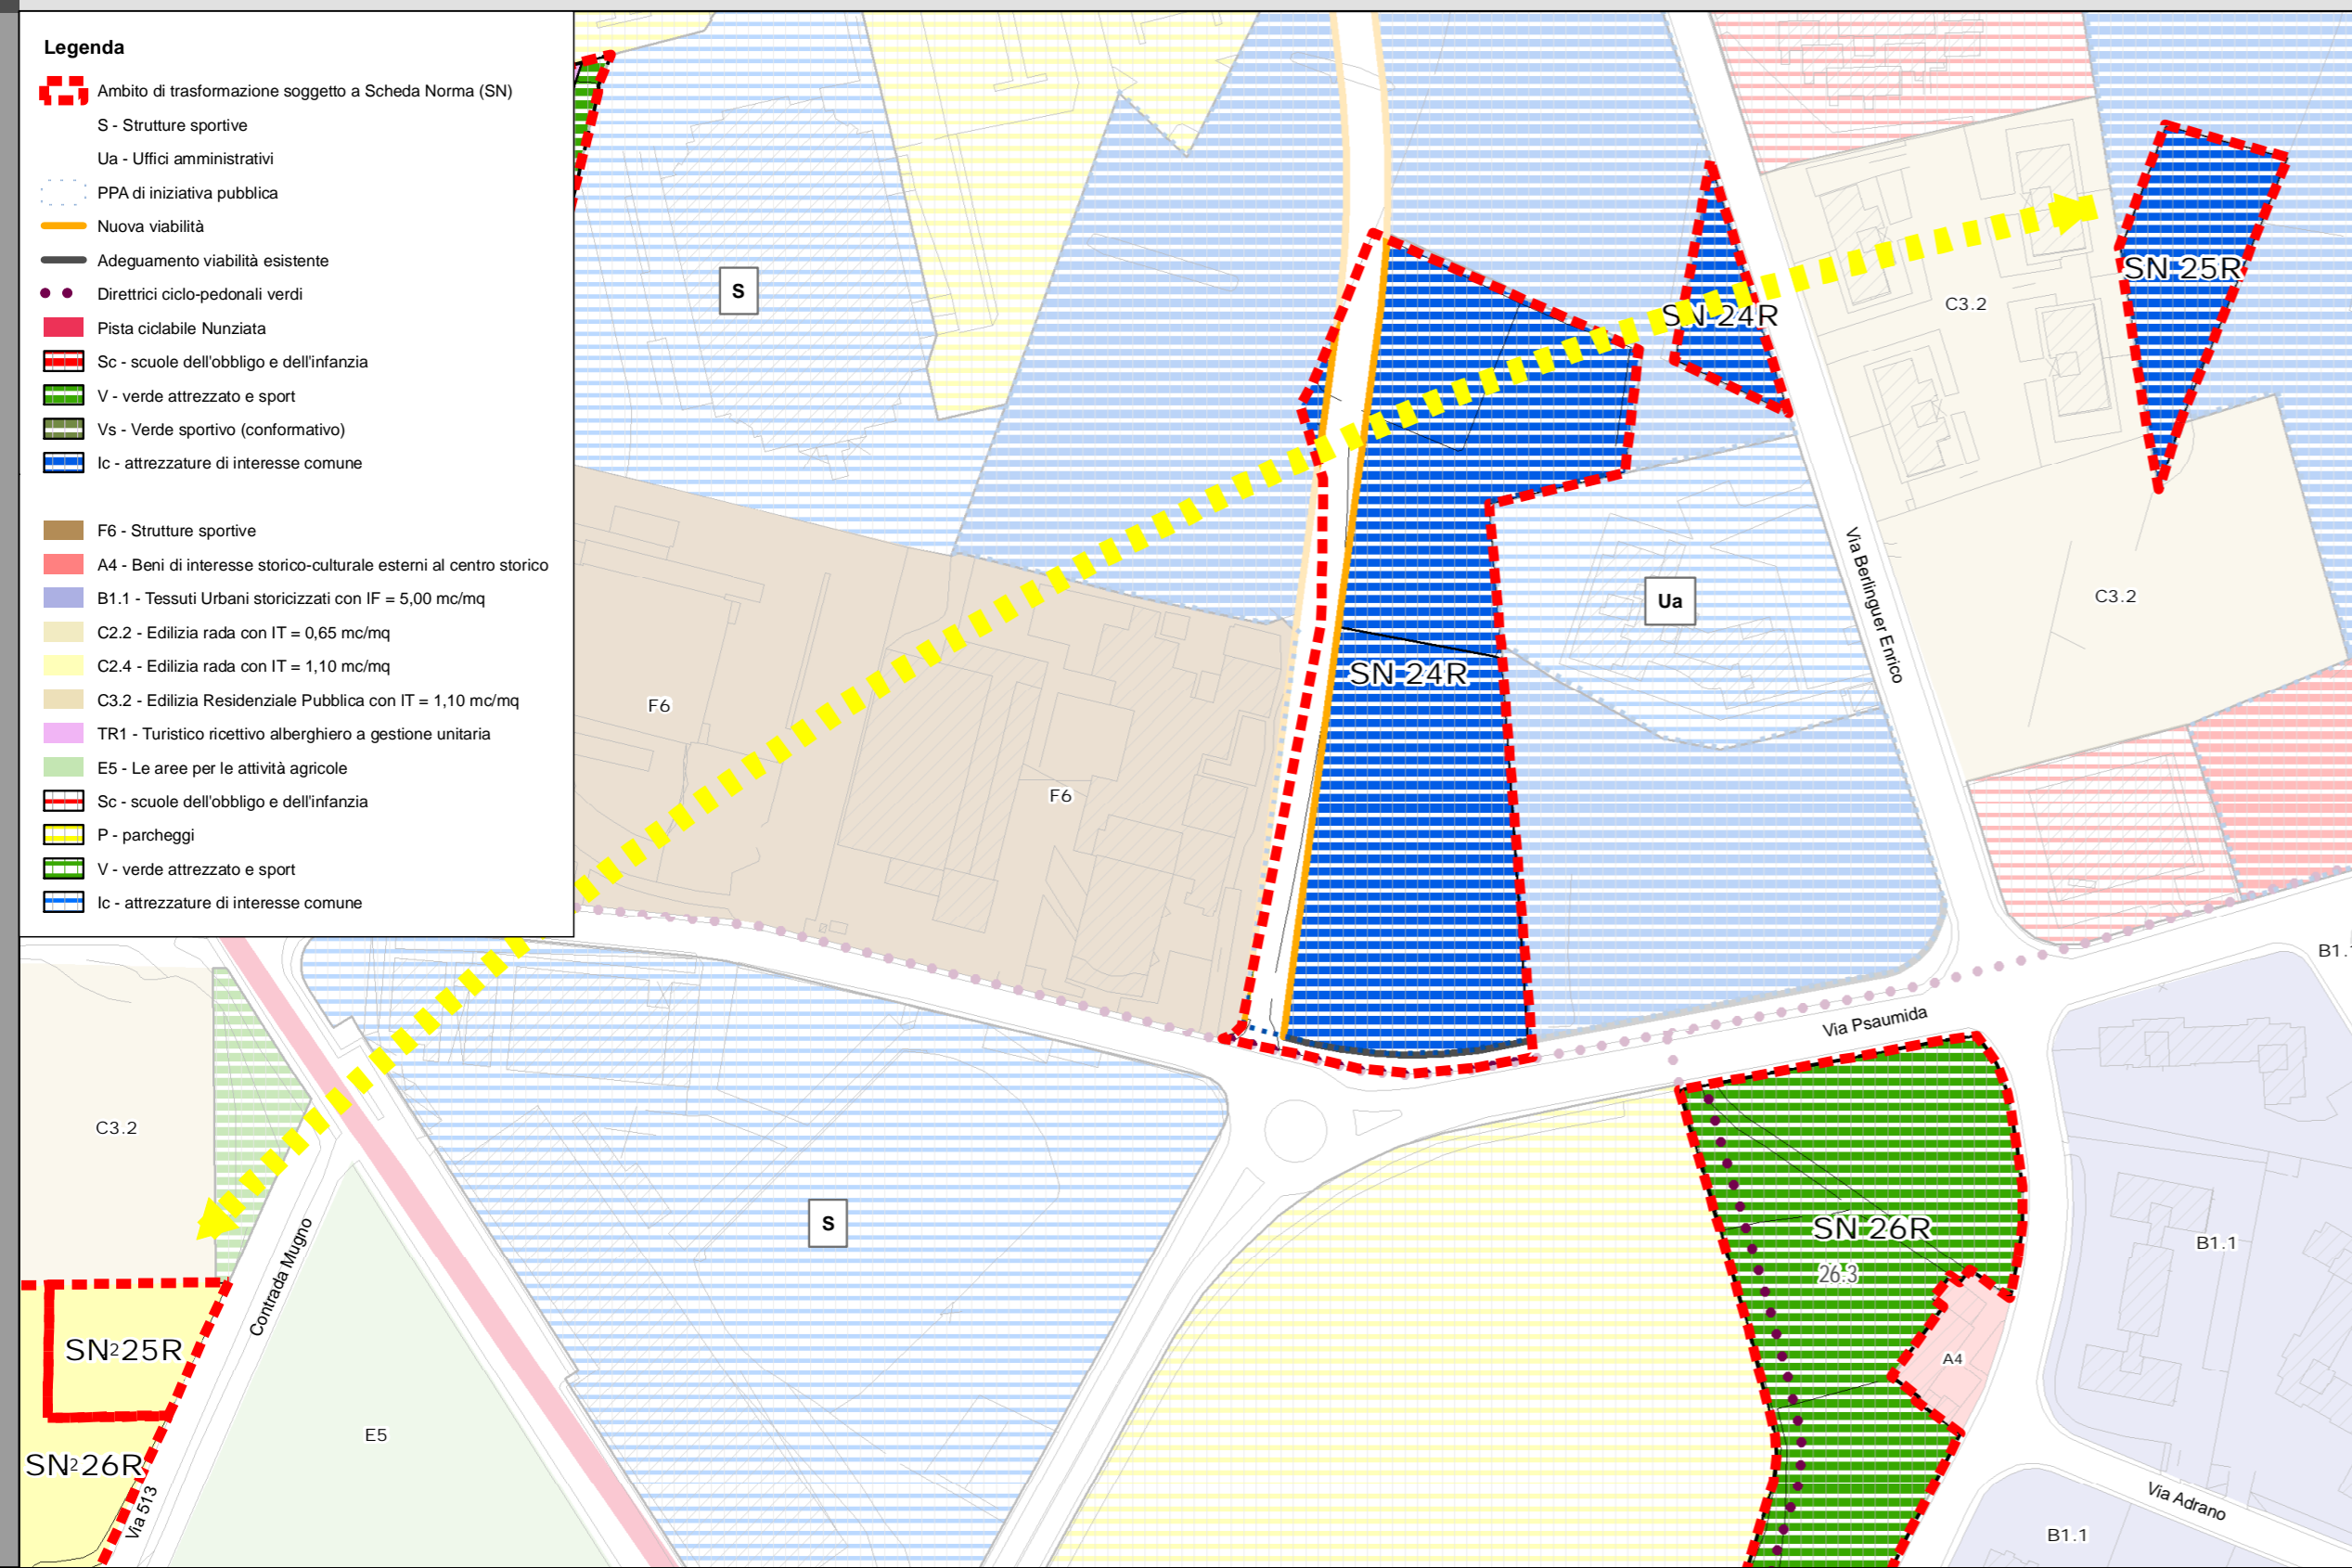 Legenda
Ambito di trasformazione soggetto a Scheda Norma (SN)
S - Strutture sportive
Ua - Uffici amministrativi
PPA di iniziativa pubblica
Nuova viabilità
Adeguamento viabilità esistente
Direttrici ciclo-pedonali verdi
Pista ciclabile Nunziata
Sc - scuole dell'obbligo e dell'infanzia
V - verde attrezzato e sport
Vs - Verde sportivo (conformativo)
Ic - attrezzature di interesse comune
F6 - Strutture sportive
A4 - Beni di interesse storico-culturale esterni al centro storico
B1.1 - Tessuti Urbani storicizzati con IF = 5,00 mc/mq
C2.2 - Edilizia rada con IT = 0,65 mc/mq
C2.4 - Edilizia rada con IT = 1,10 mc/mq
C3.2 - Edilizia Residenziale Pubblica con IT = 1,10 mc/mq
TR1 - Turistico ricettivo alberghiero a gestione unitaria
E5 - Le aree per le attività agricole
Sc - scuole dell'obbligo e dell'infanzia
P - parcheggi
V - verde attrezzato e sport
Ic - attrezzature di interesse comune
S
SN 24R
SN 25R
C3.2
Ua
Via Berlinguer Enrico
C3.2
SN 24R
F6
F6
B1.
Via Psaumida
C3.2
S
SN 26R
26.3
B1.1
A4
Contrada Mugno
SN2 25R
E5
SN2 26R
Via 513
Via Adrano
B1.1